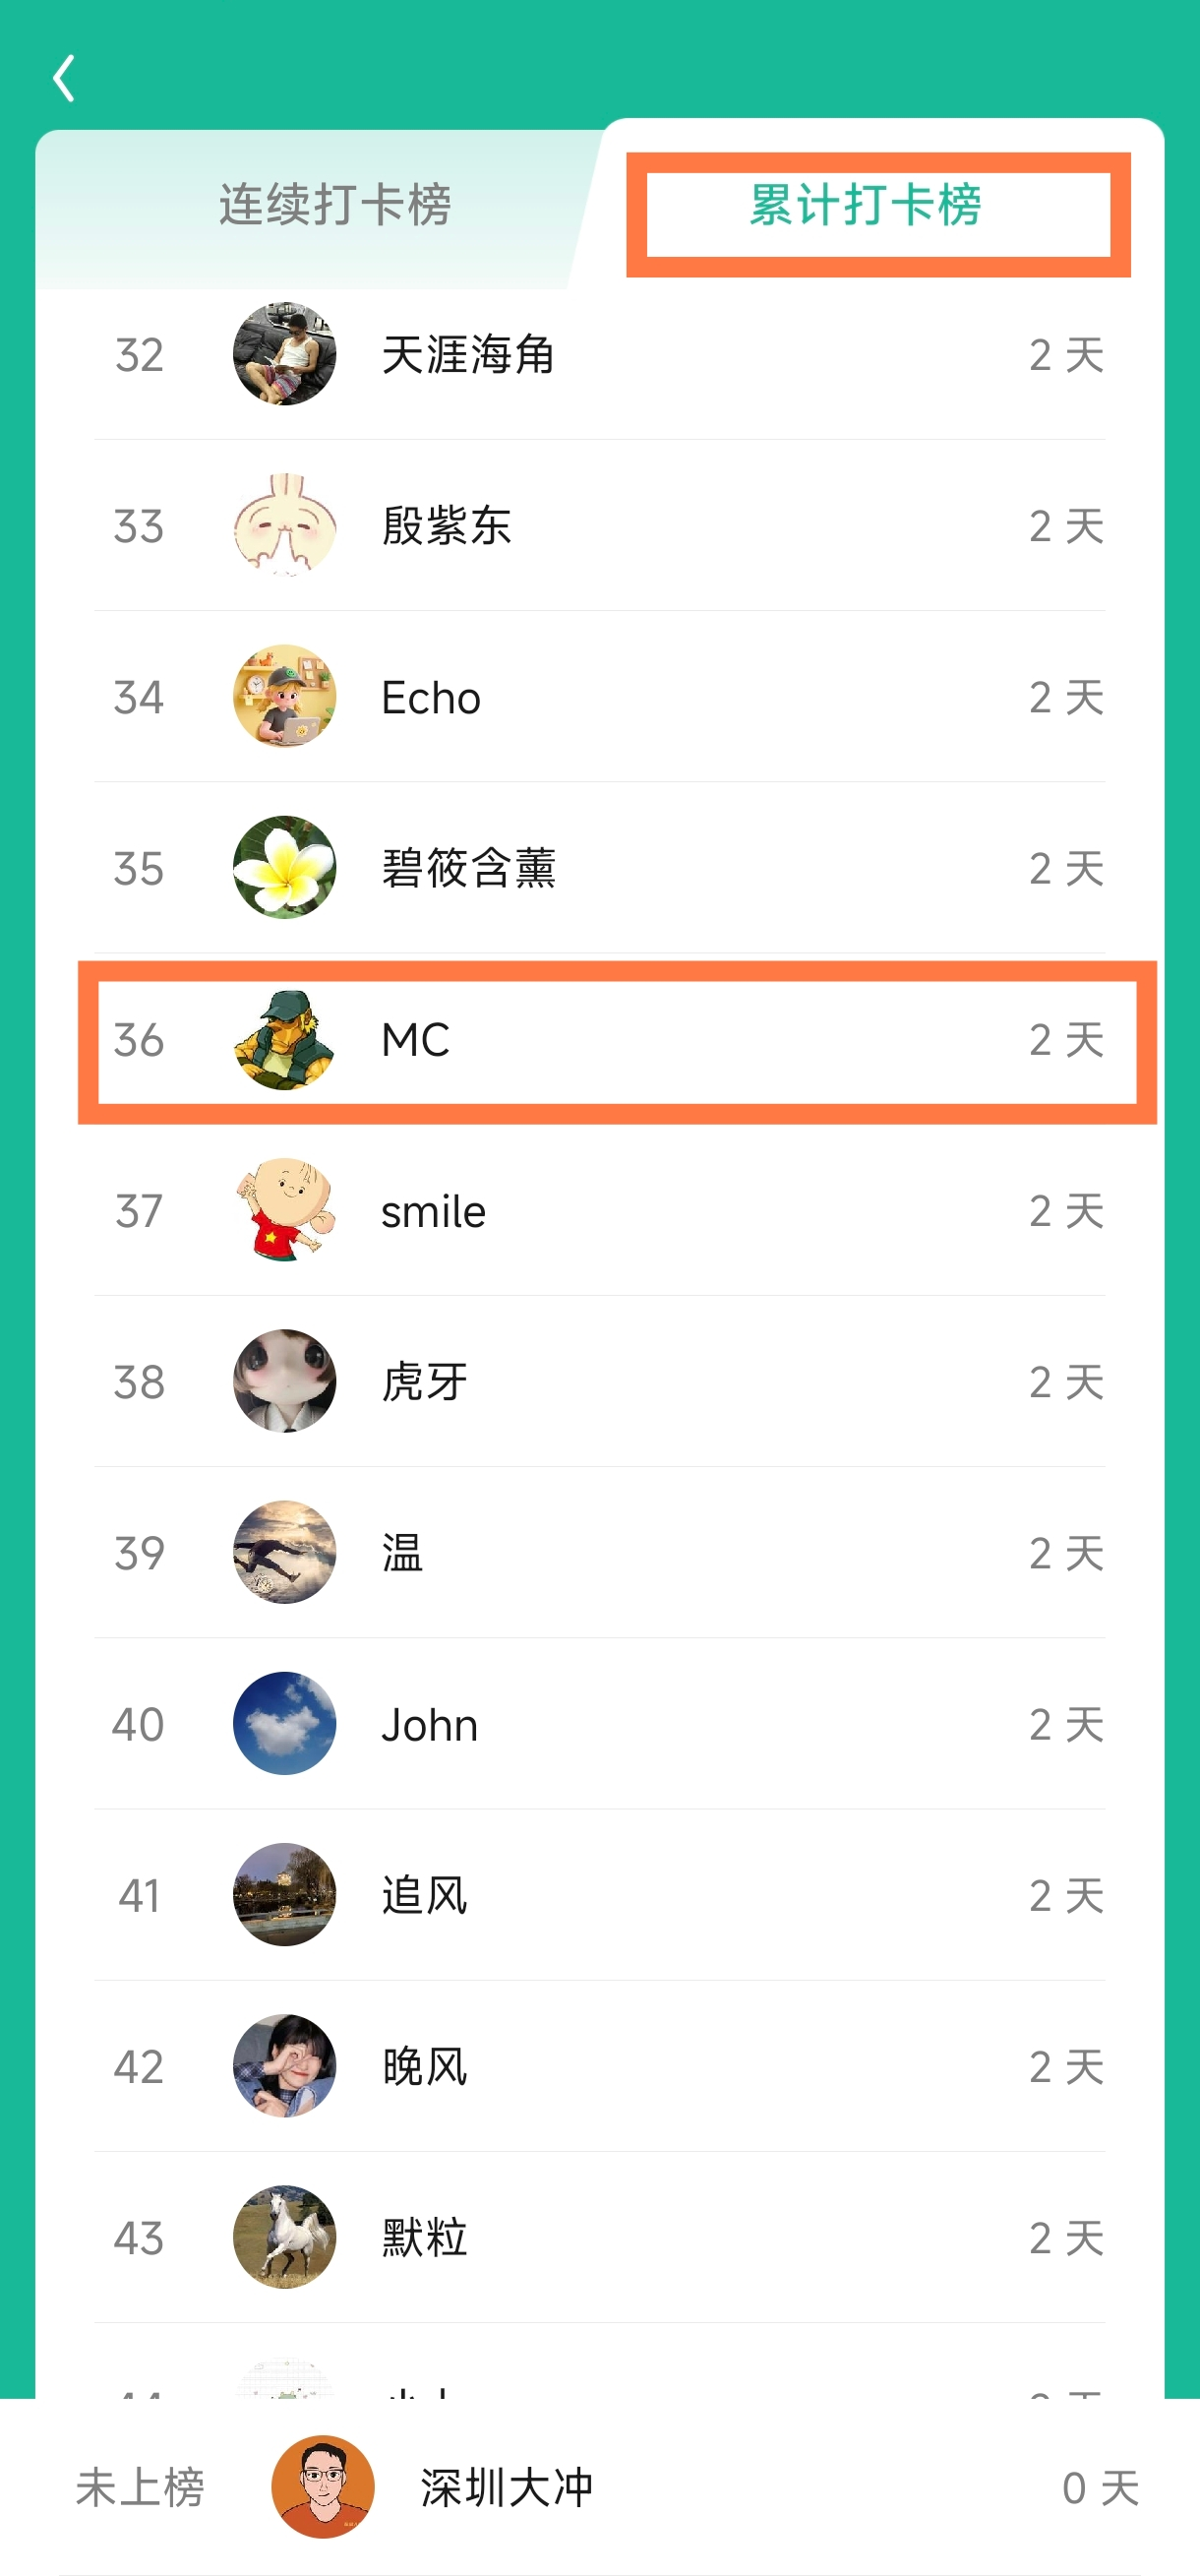 连续打卡榜 累计打卡榜
32 天涯海角 2 天
33 殷紫东 2 天
34 Echo 2 天
35 碧筱含薰 2 天
36 MC 2 天
37 smile 2 天
38 虎牙 2 天
39 温 2 天
40 John 2 天
41 追风 2 天
42 晚风 2 天
43 默粒 2 天
未上榜 深圳大冲 0 天